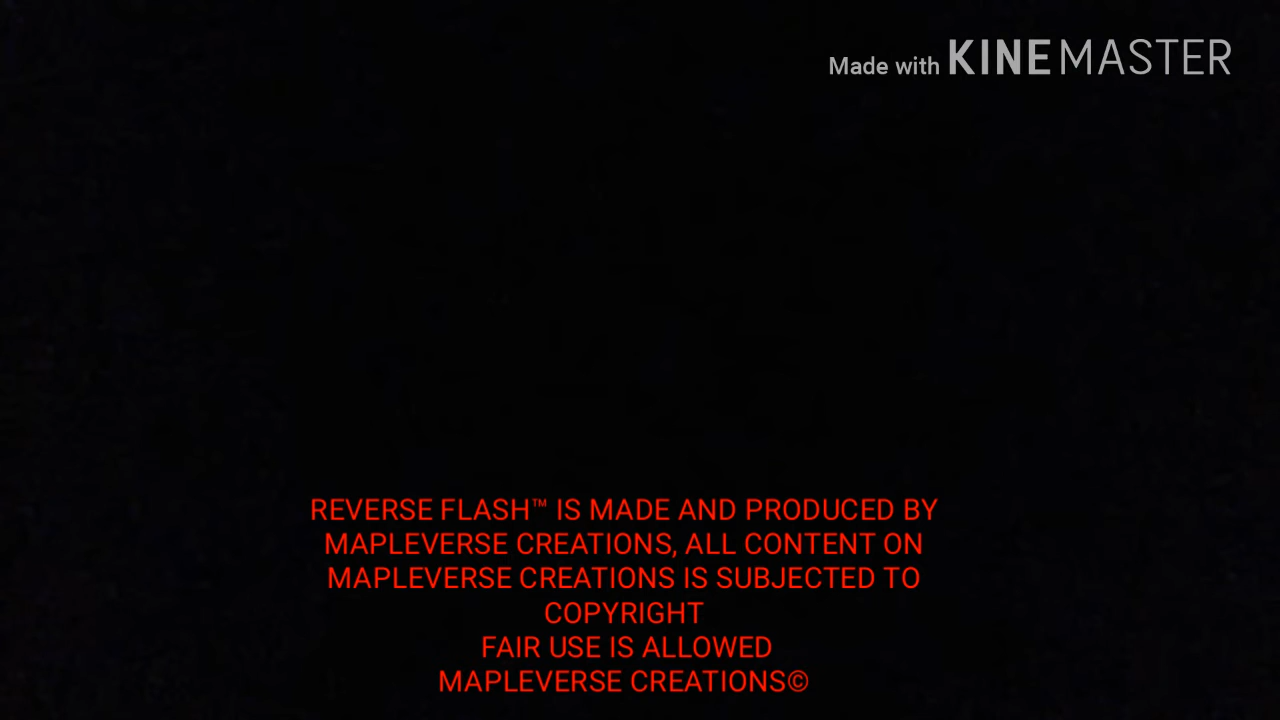 Made with KINEMASTER
REVERSE FLASH™ IS MADE AND PRODUCED BY
MAPLEVERSE CREATIONS, ALL CONTENT ON
MAPLEVERSE CREATIONS IS SUBJECTED TO
COPYRIGHT
FAIR USE IS ALLOWED
MAPLEVERSE CREATIONS©